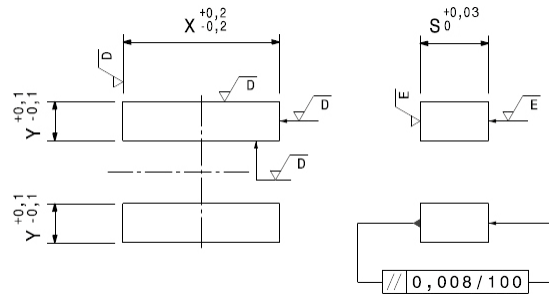 X +0,2 -0,2
S +0,03 0
D
D
D
D
E
E
Y +0,1 -0,1
Y +0,1 -0,1
// 0,008/100